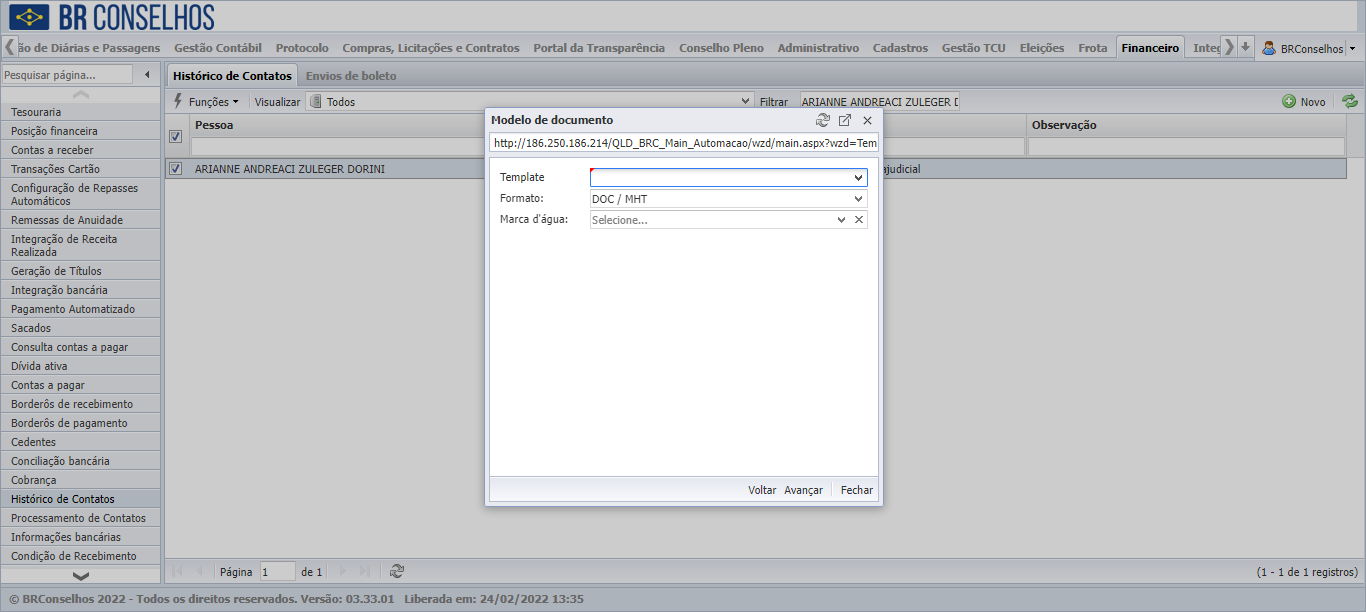 BR CONSELHOS
ão de Diárias e Passagens Gestão Contábil Protocolo Compras, Licitações e Contratos Portal da Transparência Conselho Pleno Administrativo Cadastros Gestão TCU Eleições Frota Financeiro Integ BRConselhos
Pesquisar página...
Histórico de Contatos Envios de boleto
Funções Visualizar Todos Filtrar ARIANNE ANDREACI ZULEGER D Novo
Tesouraria
Posição financeira
Contas a receber
Transações Cartão
Configuração de Repasses
Automáticos
Remessas de Anuidade
Integração de Receita
Realizada
Geração de Títulos
Integração bancária
Pagamento Automatizado
Sacados
Consulta contas a pagar
Dívida ativa
Contas a pagar
Borderôs de recebimento
Borderôs de pagamento
Cedentes
Conciliação bancária
Cobrança
Histórico de Contatos
Processamento de Contatos
Informações bancárias
Condição de Recebimento
Pessoa Observação
ARIANNE ANDREACI ZULEGER DORINI ajudicial
Modelo de documento
http://186.250.186.214/QLD_BRC_Main_Automacao/wzd/main.aspx?wzd=Tem
Template
Formato: DOC / MHT
Marca d'água: Selecione...
Voltar Avançar Fechar
Página 1 de 1 (1 - 1 de 1 registros)
© BRConselhos 2022 - Todos os direitos reservados. Versão: 03.33.01 Liberada em: 24/02/2022 13:35